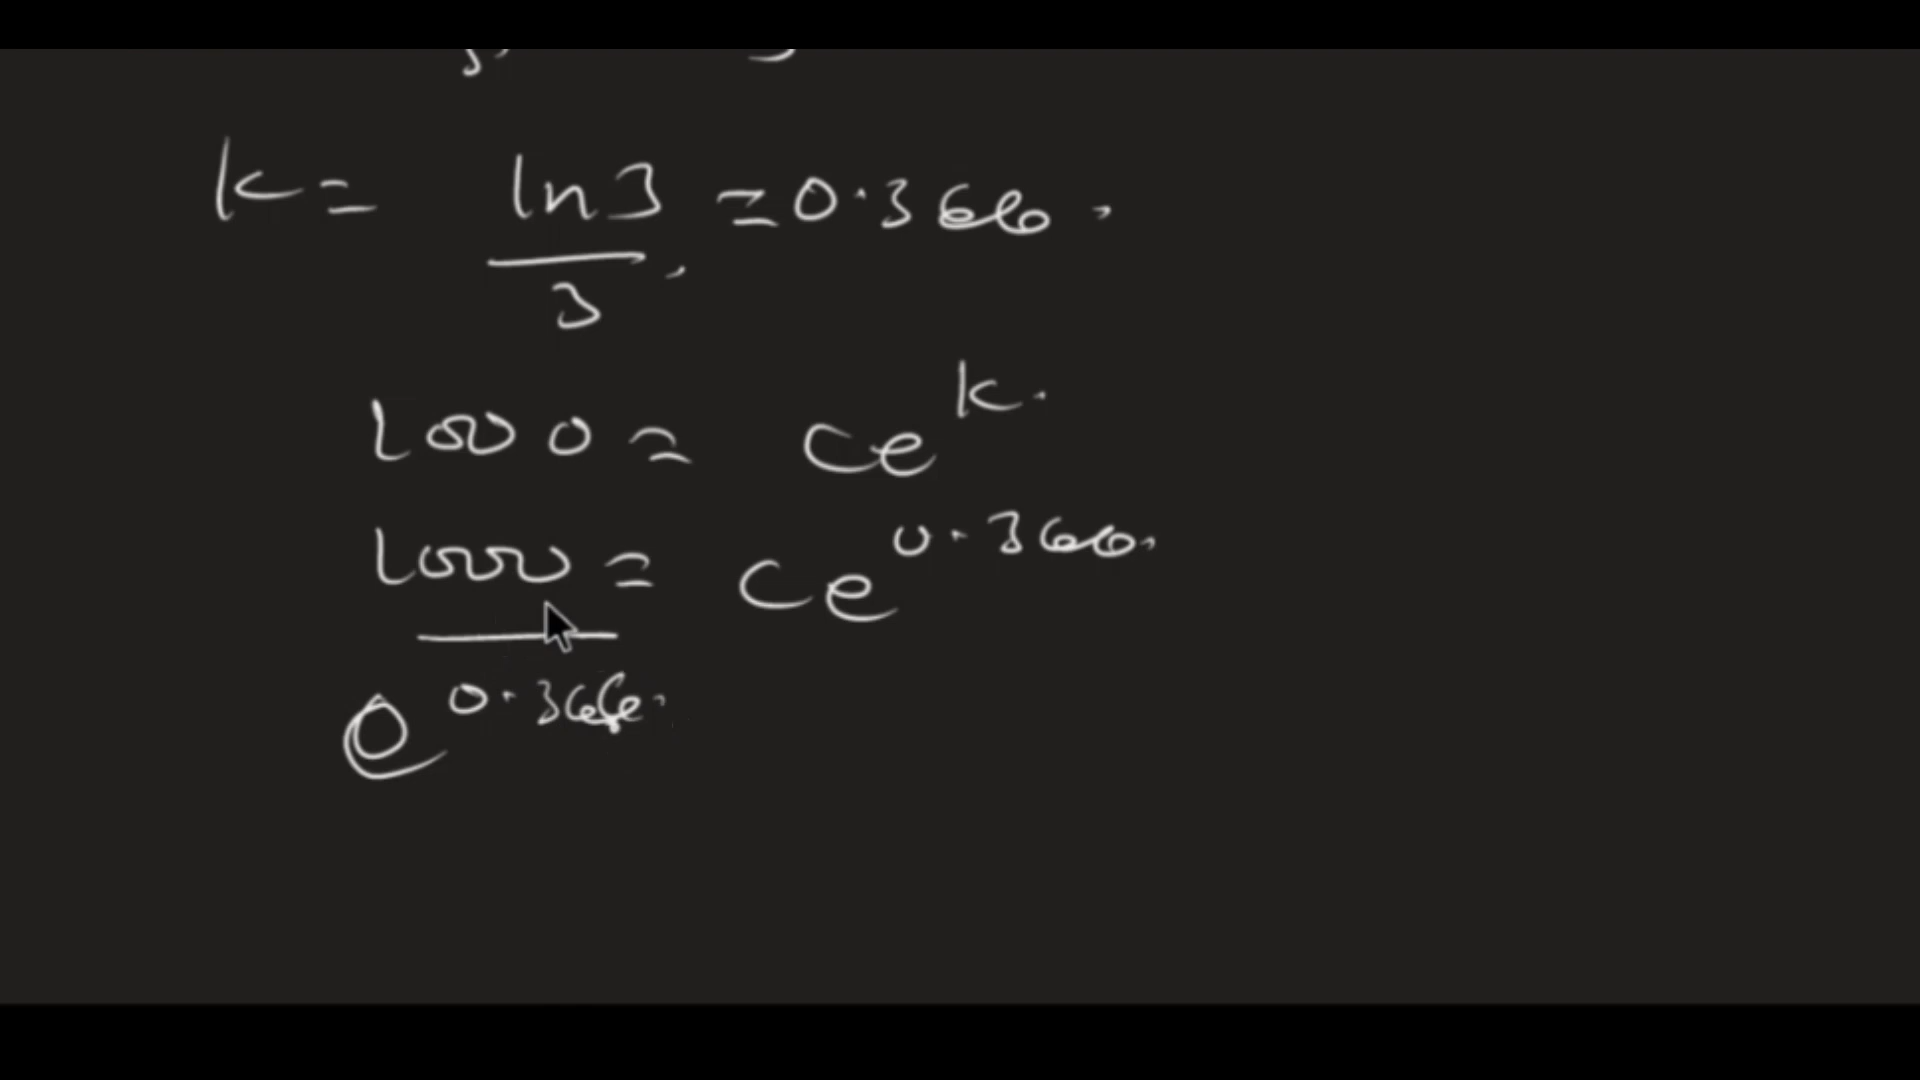 k = ln3 = 0.366.
3
1000 = ce^k.
1000 = ce^0.366.
e^0.366.